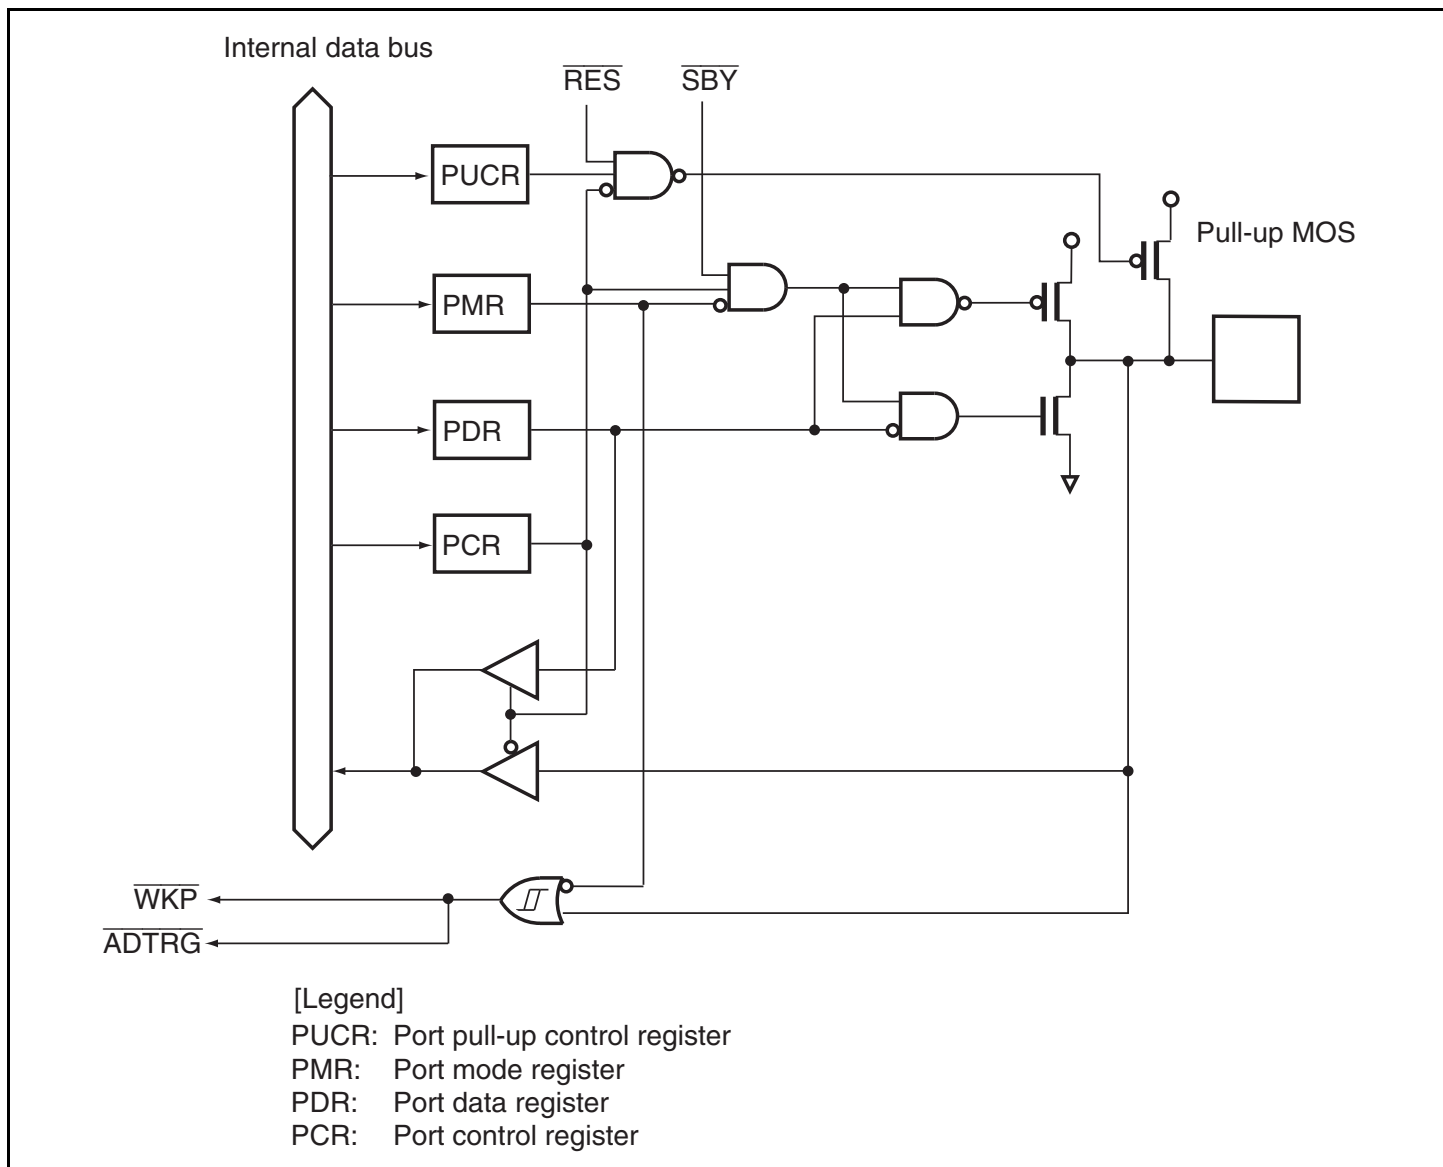 Internal data bus
RES
SBY
PUCR
Pull-up MOS
PMR
PDR
PCR
WKP
ADTRG
[Legend]
PUCR: Port pull-up control register
PMR: Port mode register
PDR: Port data register
PCR: Port control register